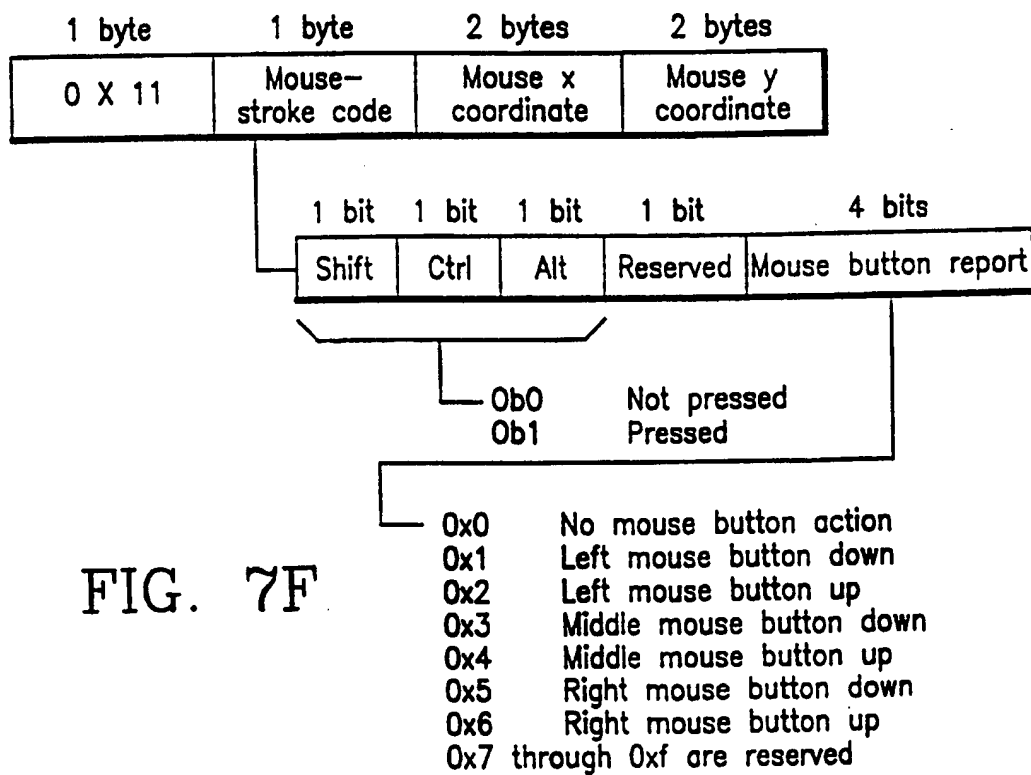 1 byte 1 byte 2 bytes 2 bytes
0 X 11 Mouse- Mouse x Mouse y
stroke code coordinate coordinate
1 bit 1 bit 1 bit 1 bit 4 bits
Shift Ctrl Alt Reserved Mouse button report
0b0 Not pressed
0b1 Pressed
0x0 No mouse button action
0x1 Left mouse button down
0x2 Left mouse button up
0x3 Middle mouse button down
0x4 Middle mouse button up
0x5 Right mouse button down
0x6 Right mouse button up
0x7 through 0xf are reserved
FIG. 7F